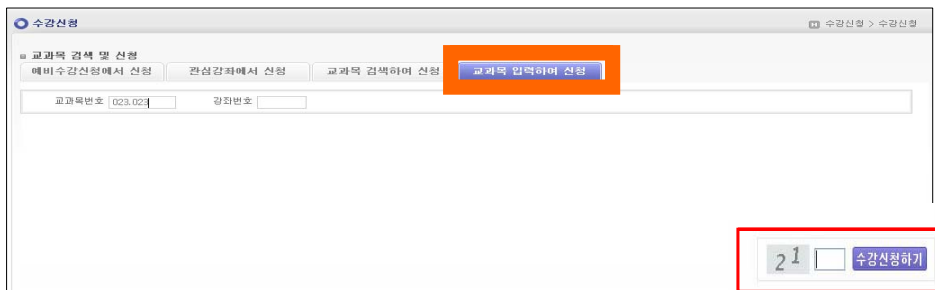 수강신청
수강신청 > 수강신청
교과목 검색 및 신청
예비수강신청에서 신청 관심강좌에서 신청 교과목 검색하여 신청 교과목 입력하여 신청
교과목번호 023.023 강좌번호
21 수강신청하기